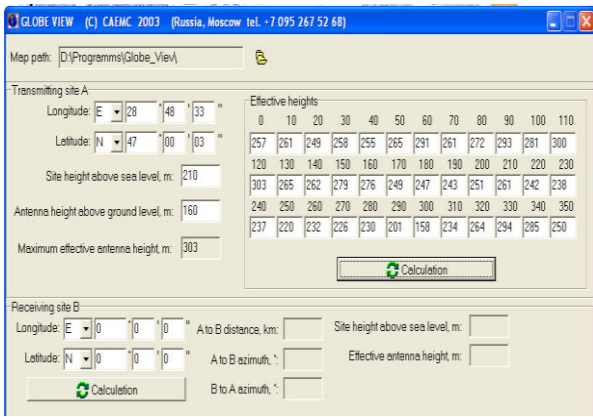 GLOBE VIEW (C) CAEMC 2003 (Russia, Moscow tel. +7 095 267 52 68)
Map path: D:\Programms\Globe_Viev\
Transmitting site A
Longitude: E 28 ° 48 ' 33 "
Latitude: N 47 ° 00 ' 03 "
Site height above sea level, m: 210
Antenna height above ground level, m: 160
Maximum effective antenna height, m: 303
Effective heights
0 10 20 30 40 50 60 70 80 90 100 110
257 261 249 258 255 265 291 261 272 293 281 300
120 130 140 150 160 170 180 190 200 210 220 230
303 265 262 279 276 249 247 243 251 261 242 238
240 250 260 270 280 290 300 310 320 330 340 350
237 220 232 226 230 201 158 234 264 294 285 250
Calculation
Receiving site B
Longitude: E 0 ° 0 ' 0 " A to B distance, km: Site height above sea level, m:
Latitude: N 0 ° 0 ' 0 " A to B azimuth, °: Effective antenna height, m:
Calculation B to A azimuth, °: